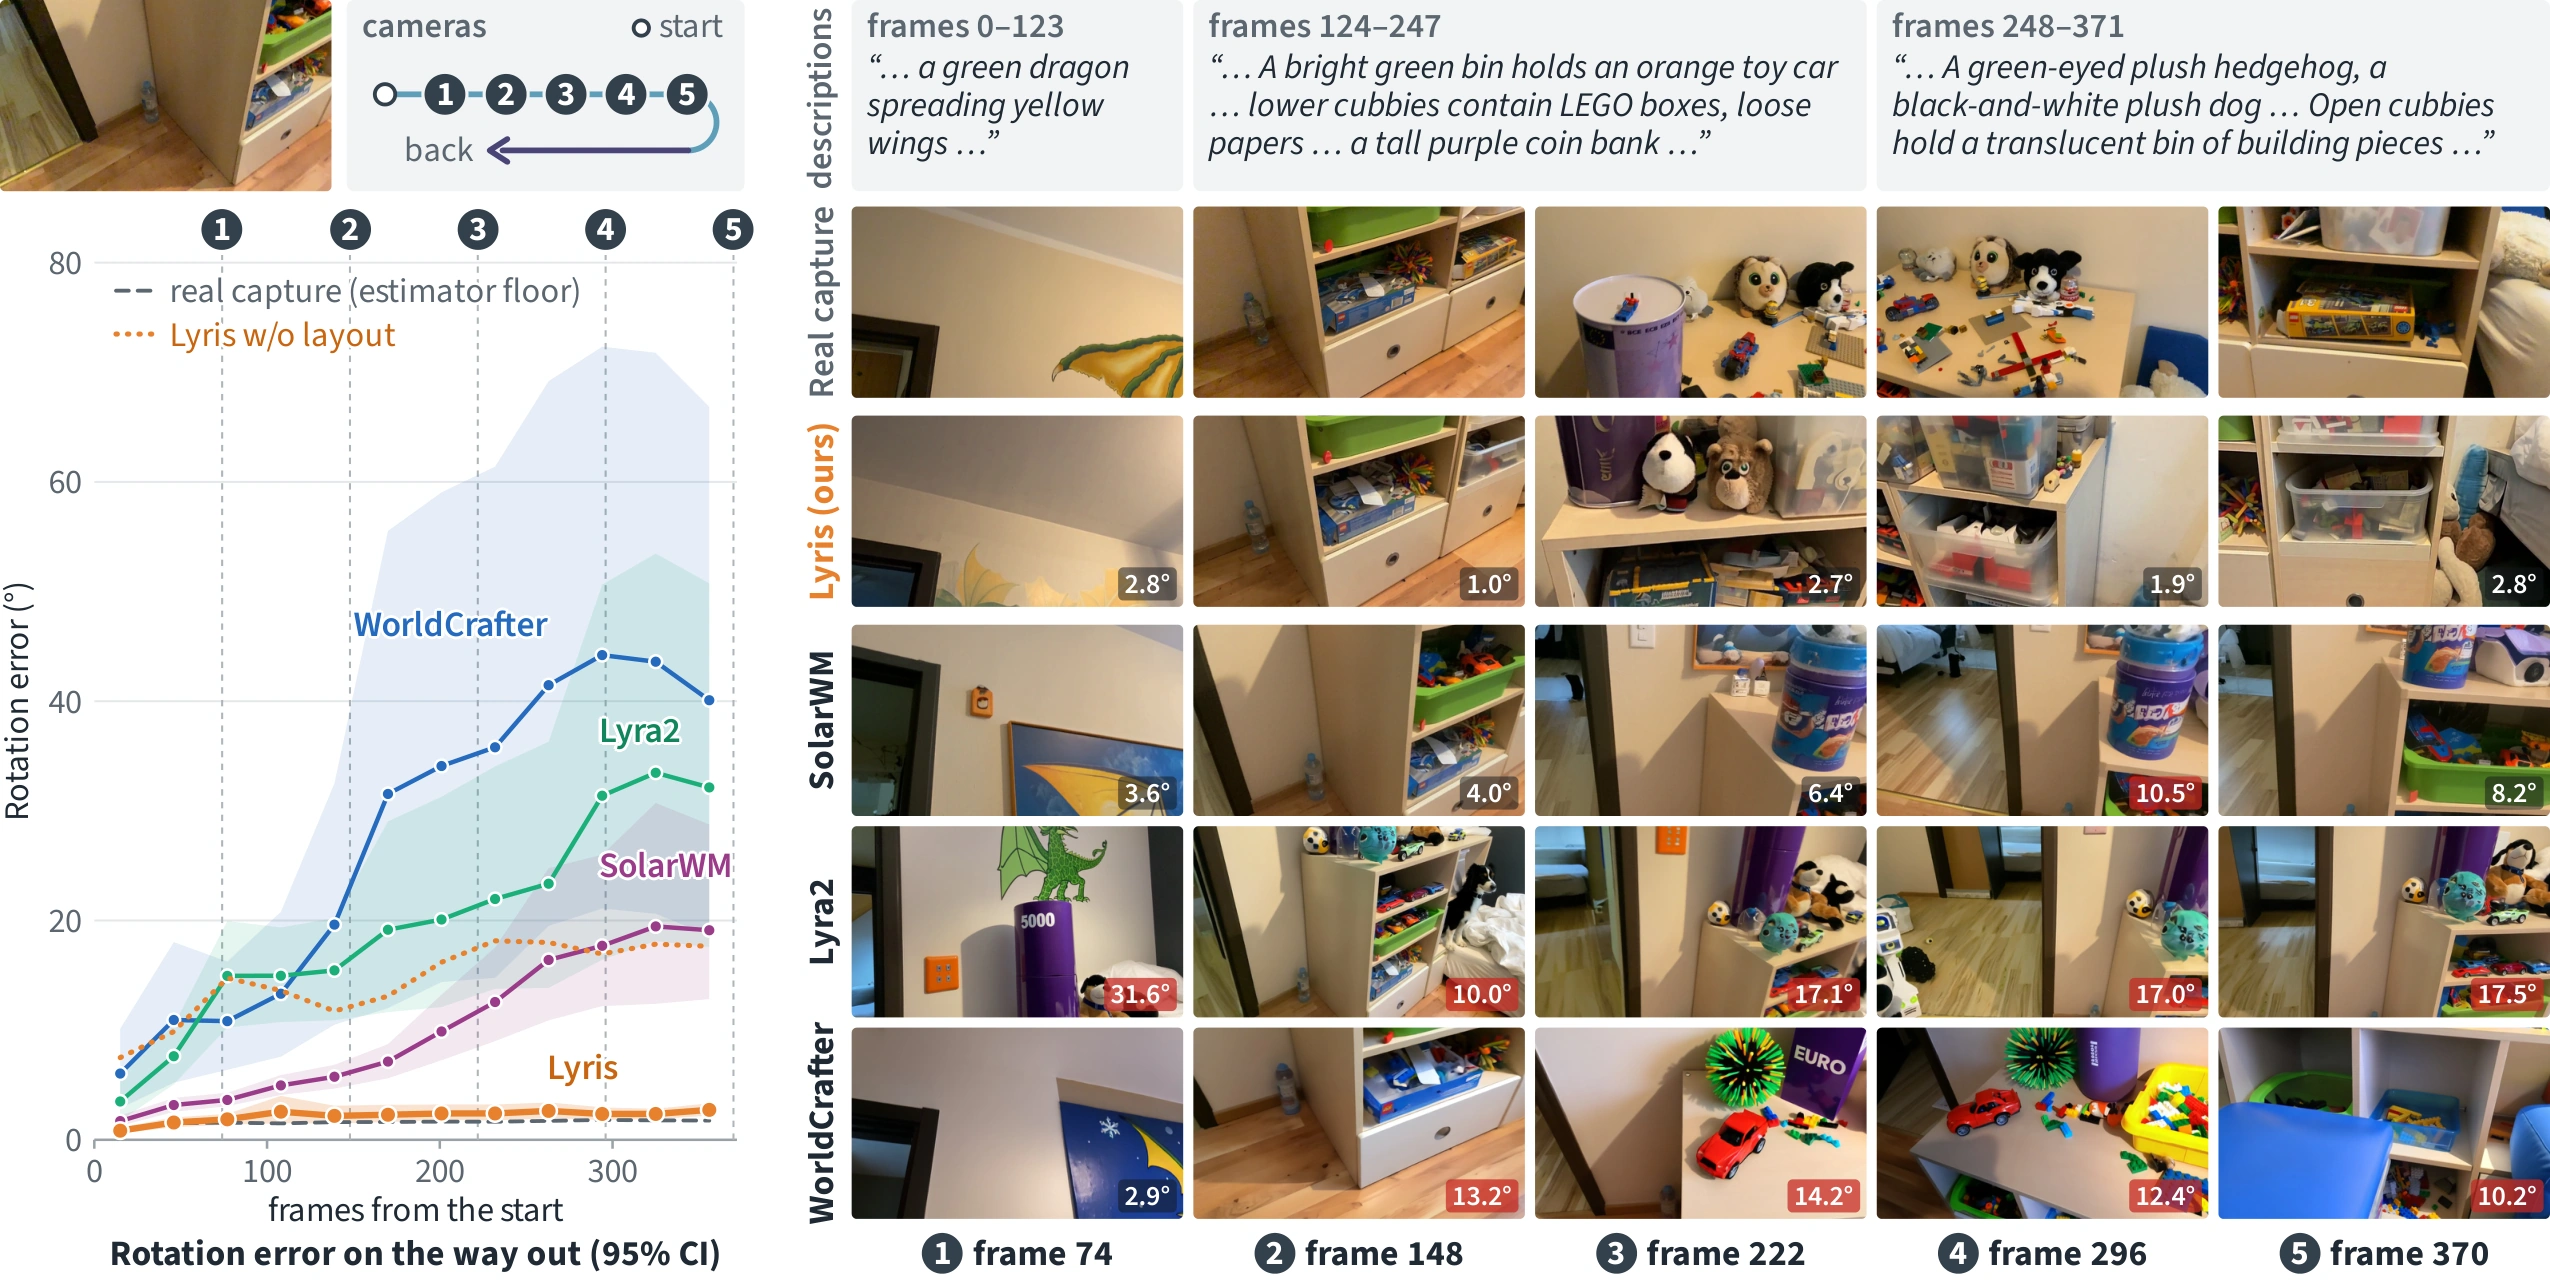 cameras
start
1 2 3 4 5
back
1 2 3 4 5
80
real capture (estimator floor)
Lyris w/o layout
60
WorldCrafter
40
Lyra2
SolarWM
20
Lyris
0
0 100 200 300
Rotation error (°)
frames from the start
Rotation error on the way out (95% CI)
descriptions
frames 0–123
“… a green dragon
spreading yellow
wings …”
frames 124–247
“… A bright green bin holds an orange toy car
… lower cubbies contain LEGO boxes, loose
papers … a tall purple coin bank …”
frames 248–371
“… A green-eyed plush hedgehog, a
black-and-white plush dog … Open cubbies
hold a translucent bin of building pieces …”
Real capture
Lyris (ours)
2.8° 1.0° 2.7° 1.9° 2.8°
SolarWM
3.6° 4.0° 6.4° 10.5° 8.2°
Lyra2
5000
31.6° 10.0° 17.1° 17.0° 17.5°
WorldCrafter
EURO
2.9° 13.2° 14.2° 12.4° 10.2°
1 frame 74
2 frame 148
3 frame 222
4 frame 296
5 frame 370